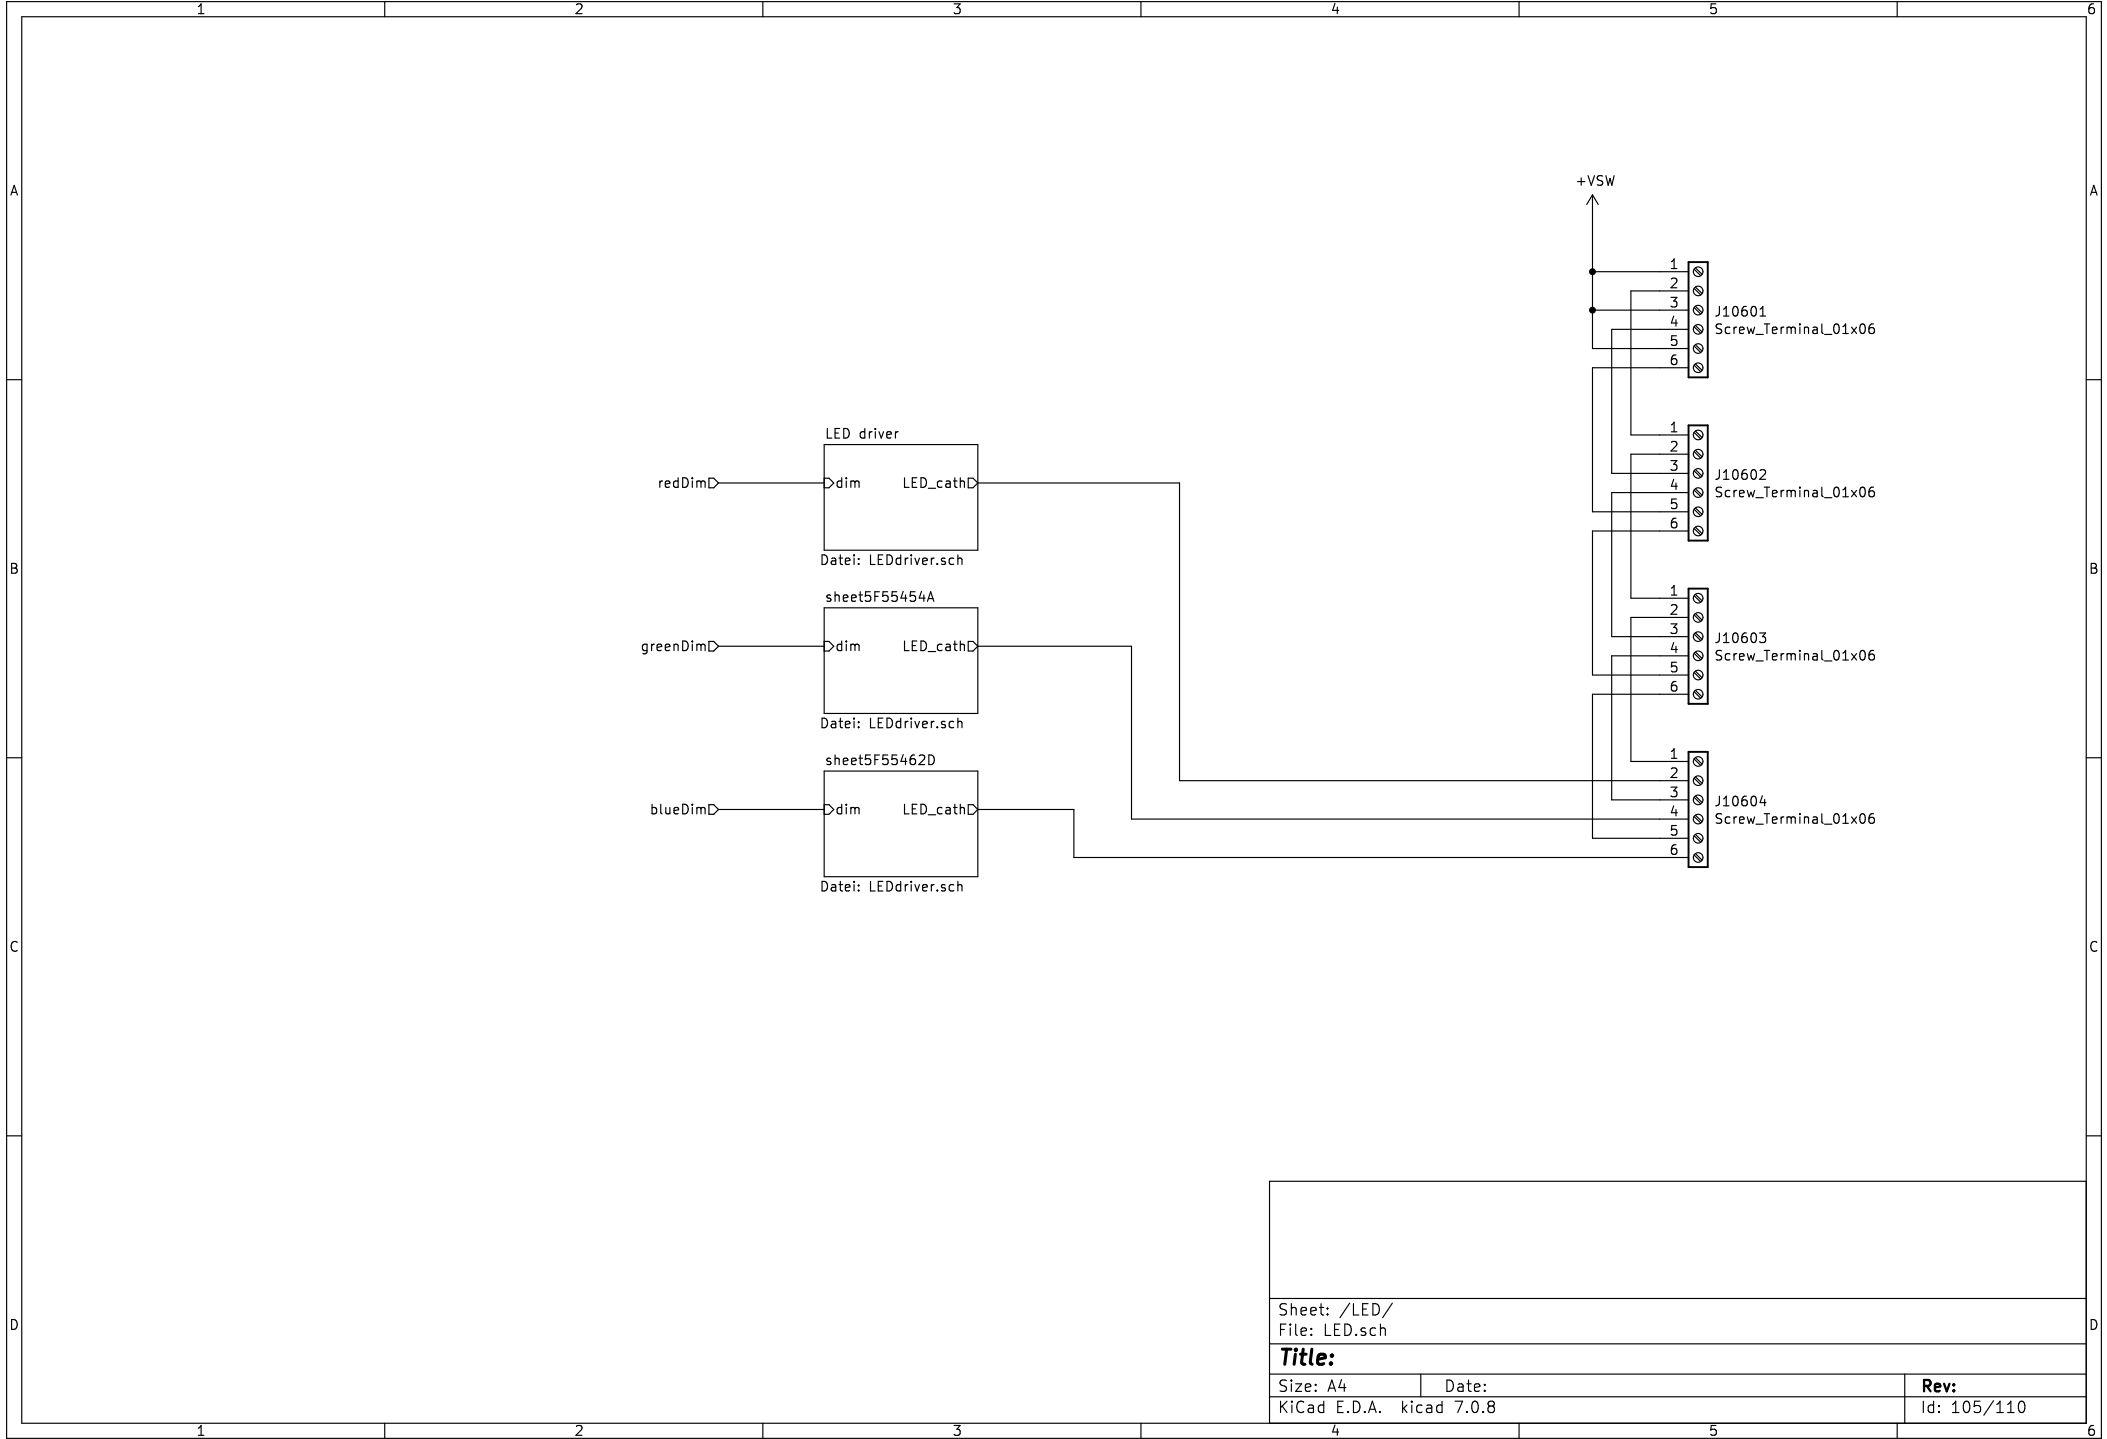 1 2 3 4 5 6
A A
+VSW
1
2
3
4
5
6
J10601
Screw_Terminal_01x06
LED driver
redDim dim LED_cath
Datei: LEDdriver.sch
1
2
3
4
5
6
J10602
Screw_Terminal_01x06
B B
sheet5F55454A
greenDim dim LED_cath
Datei: LEDdriver.sch
1
2
3
4
5
6
J10603
Screw_Terminal_01x06
sheet5F55462D
blueDim dim LED_cath
Datei: LEDdriver.sch
1
2
3
4
5
6
J10604
Screw_Terminal_01x06
C C
D D
Sheet: /LED/
File: LED.sch
Title:
Size: A4 Date: Rev:
KiCad E.D.A. kicad 7.0.8 Id: 105/110
1 2 3 4 5 6